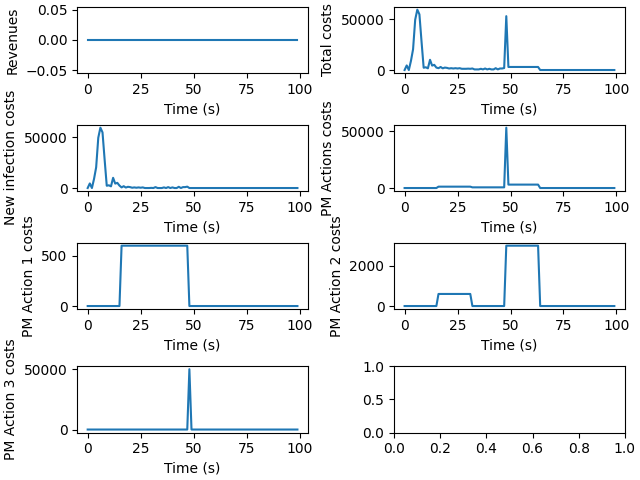 Revenues
0.05
0.00
−0.05
0 25 50 75 100
Time (s)
Total costs
50000
0
0 25 50 75 100
Time (s)
New infection costs
50000
0
0 25 50 75 100
Time (s)
PM Actions costs
50000
0
0 25 50 75 100
Time (s)
PM Action 1 costs
500
0
0 25 50 75 100
Time (s)
PM Action 2 costs
2000
0
0 25 50 75 100
Time (s)
PM Action 3 costs
50000
0
0 25 50 75 100
Time (s)
1.0
0.5
0.0
0.0 0.2 0.4 0.6 0.8 1.0